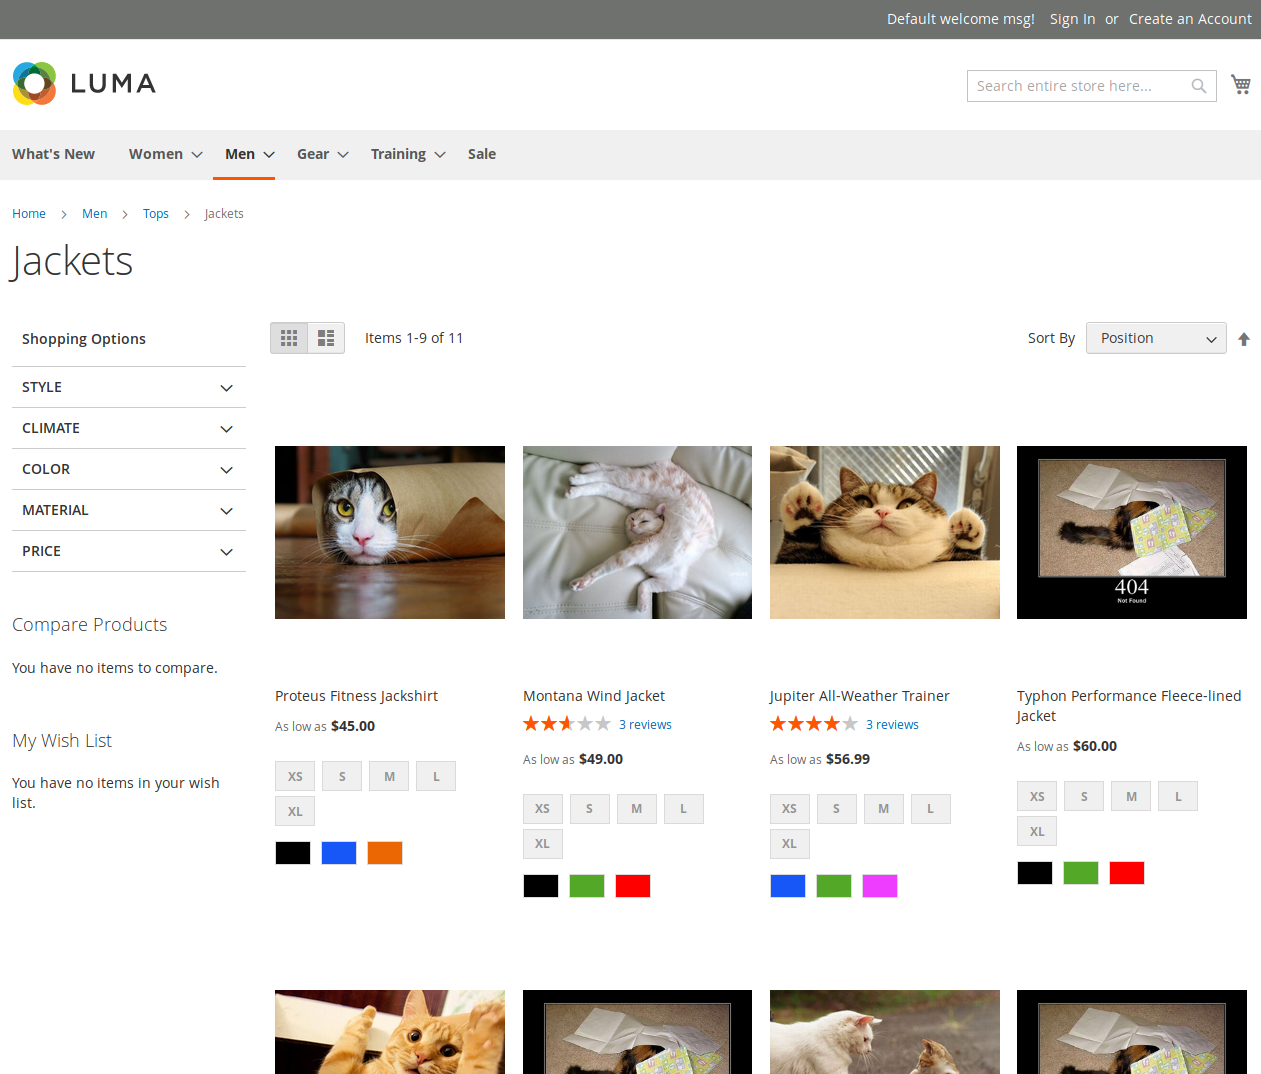 Default welcome msg! Sign In or Create an Account
LUMA
Search entire store here...
What's New Women Men Gear Training Sale
Home Men Tops Jackets
Jackets
Shopping Options
Items 1-9 of 11
Sort By Position
STYLE
CLIMATE
COLOR
MATERIAL
PRICE
Compare Products
You have no items to compare.
My Wish List
You have no items in your wish
list.
404
Not Found
Proteus Fitness Jackshirt
As low as $45.00
XS S M L
XL
Montana Wind Jacket
3 reviews
As low as $49.00
XS S M L
XL
Jupiter All-Weather Trainer
3 reviews
As low as $56.99
XS S M L
XL
Typhon Performance Fleece-lined
Jacket
As low as $60.00
XS S M L
XL